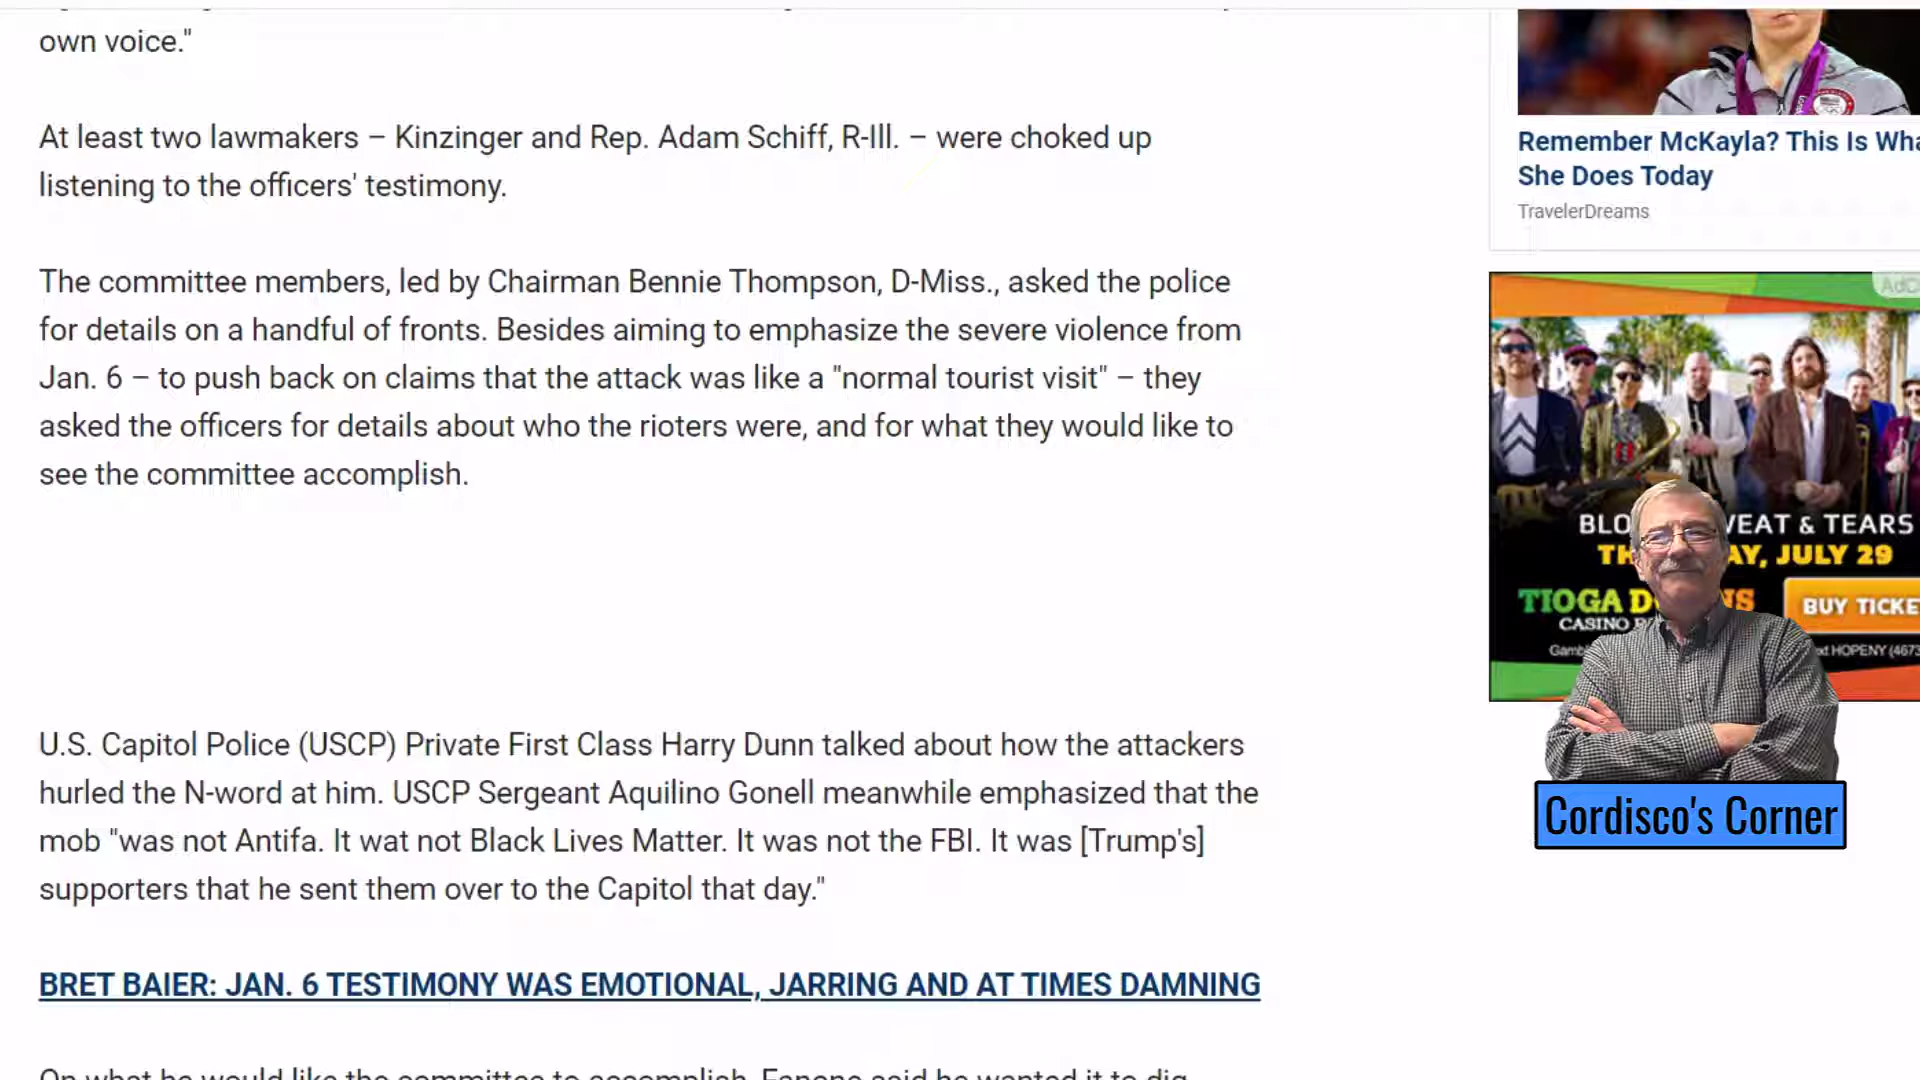 own voice."
At least two lawmakers – Kinzinger and Rep. Adam Schiff, R-Ill. – were choked up
listening to the officers' testimony.
The committee members, led by Chairman Bennie Thompson, D-Miss., asked the police
for details on a handful of fronts. Besides aiming to emphasize the severe violence from
Jan. 6 – to push back on claims that the attack was like a "normal tourist visit" – they
asked the officers for details about who the rioters were, and for what they would like to
see the committee accomplish.
U.S. Capitol Police (USCP) Private First Class Harry Dunn talked about how the attackers
hurled the N-word at him. USCP Sergeant Aquilino Gonell meanwhile emphasized that the
mob "was not Antifa. It wat not Black Lives Matter. It was not the FBI. It was [Trump's]
supporters that he sent them over to the Capitol that day."
BRET BAIER: JAN. 6 TESTIMONY WAS EMOTIONAL, JARRING AND AT TIMES DAMNING
On what he would like the committee to accomplish, Fanone said he wanted it to dig
Remember McKayla? This Is
She Does Today
TravelerDreams
& TEARS
JULY 29
TIOGA
CASINO
BUY
HOPENY
Cordisco's Corner